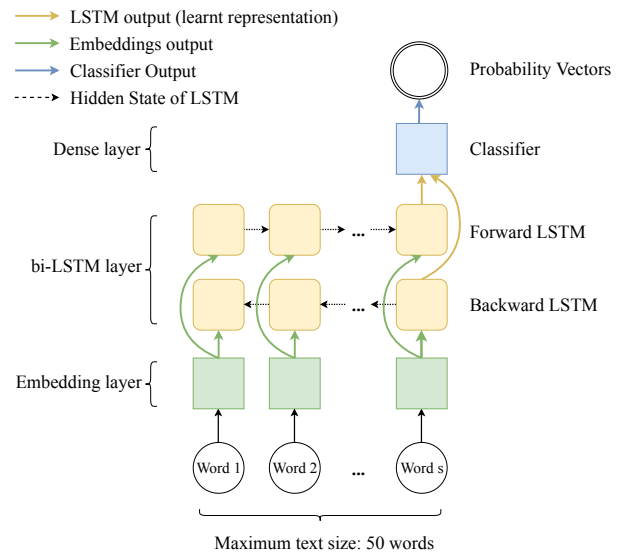 LSTM output (learnt representation)
Embeddings output
Classifier Output
Hidden State of LSTM
Probability Vectors
Dense layer
Classifier
...
Forward LSTM
bi-LSTM layer
...
Backward LSTM
Embedding layer
Word 1
Word 2
...
Word s
Maximum text size: 50 words